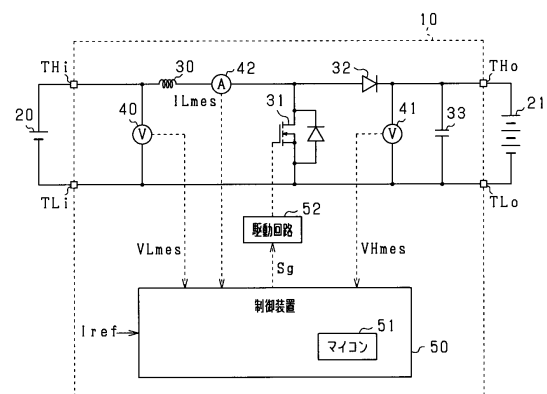 10
THi
30
42
32
THo
ILmes
31
20
40
V
A
41
V
33
21
TLi
TLo
52
駆動回路
VLmes
Sg
VHmes
制御装置
Iref
51
マイコン
50